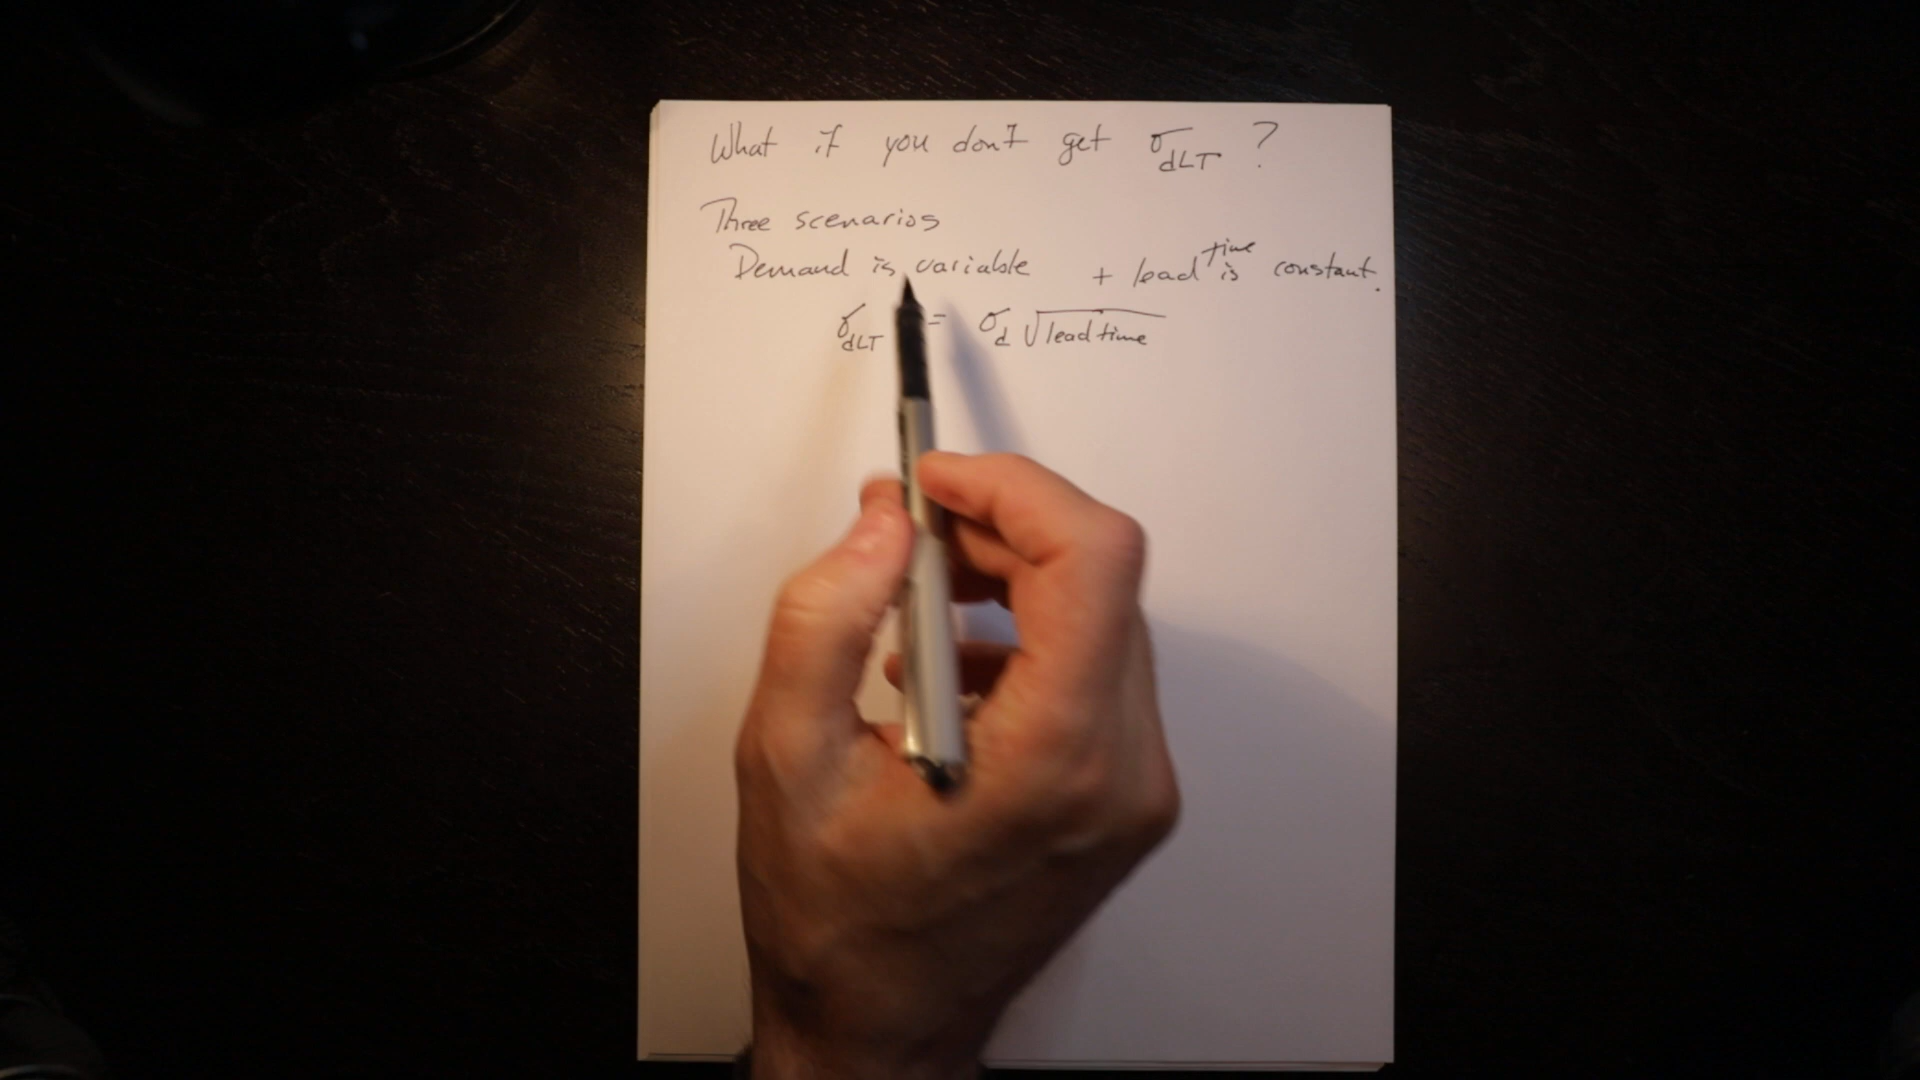 What if you don't get σdLT ?
Three scenarios
Demand is variable + lead time is constant.
σdLT = σd √lead time